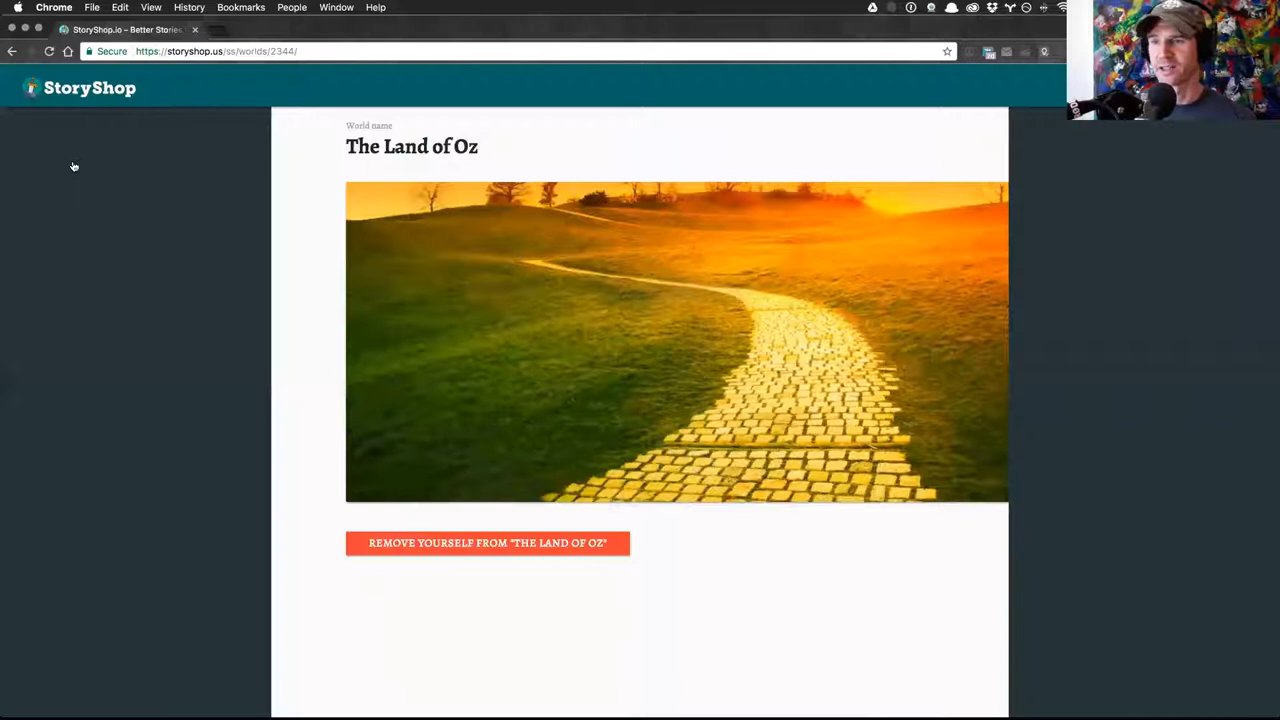 Chrome File Edit View History Bookmarks People Window Help
StoryShop.io – Better Stories
Secure https://storyshop.us/ss/worlds/2344/
StoryShop
World name
The Land of Oz
REMOVE YOURSELF FROM "THE LAND OF OZ"